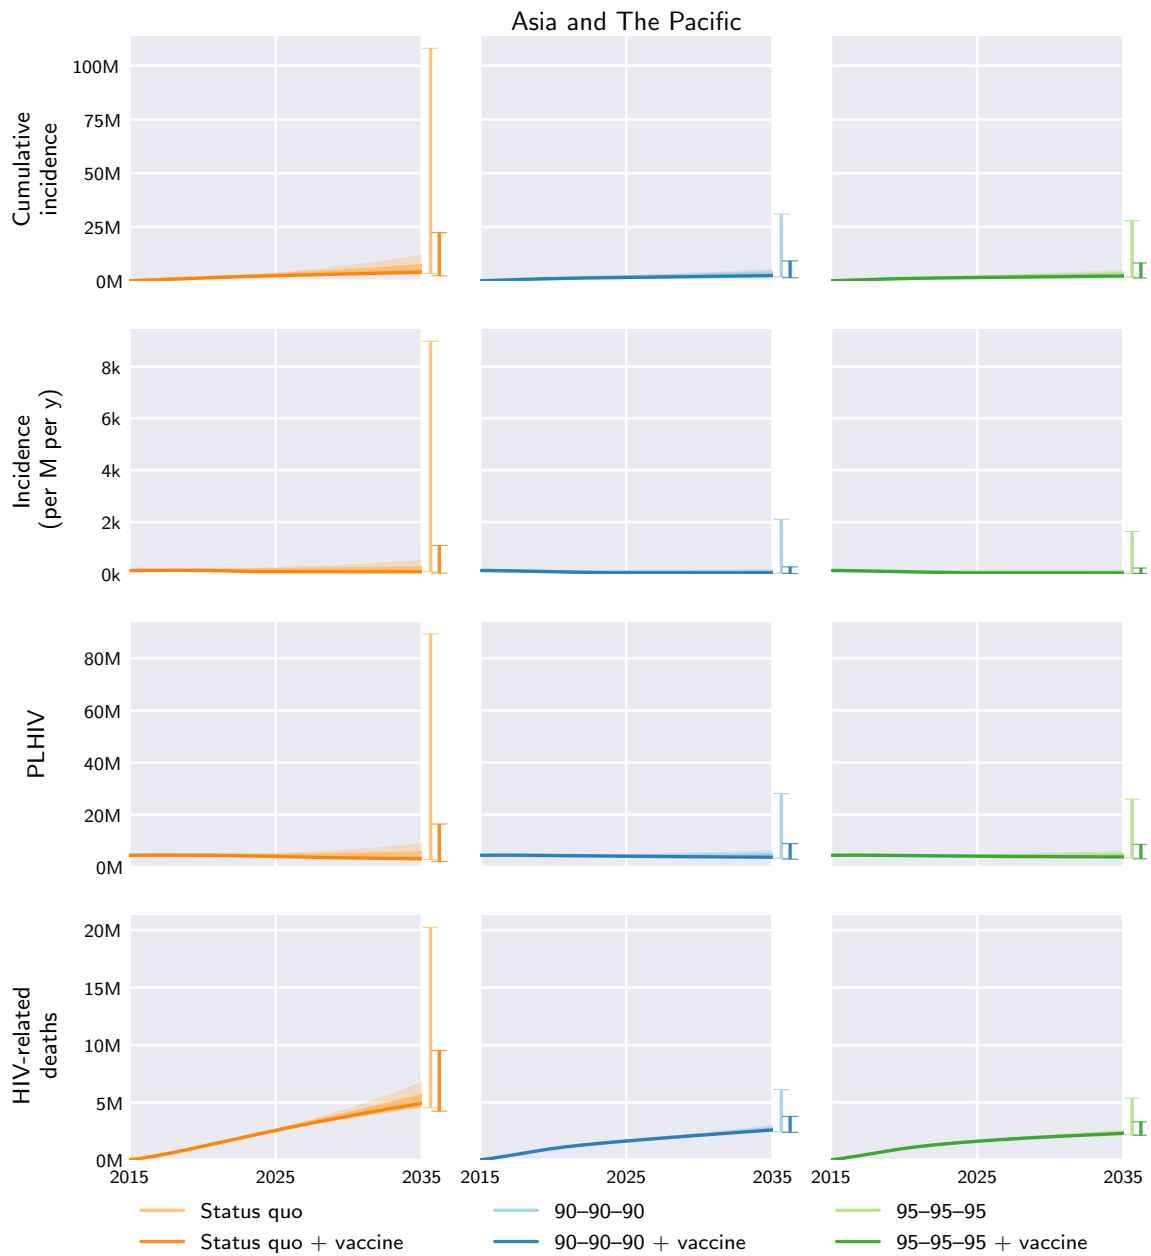 Asia and The Pacific
Cumulative
incidence
100M
75M
50M
25M
0M
Incidence
(per M per y)
8k
6k
4k
2k
0k
PLHIV
80M
60M
40M
20M
0M
HIV-related
deaths
20M
15M
10M
5M
0M
2015 2025 2035 2015 2025 2035 2015 2025 2035
Status quo 90–90–90 95–95–95
Status quo + vaccine 90–90–90 + vaccine 95–95–95 + vaccine